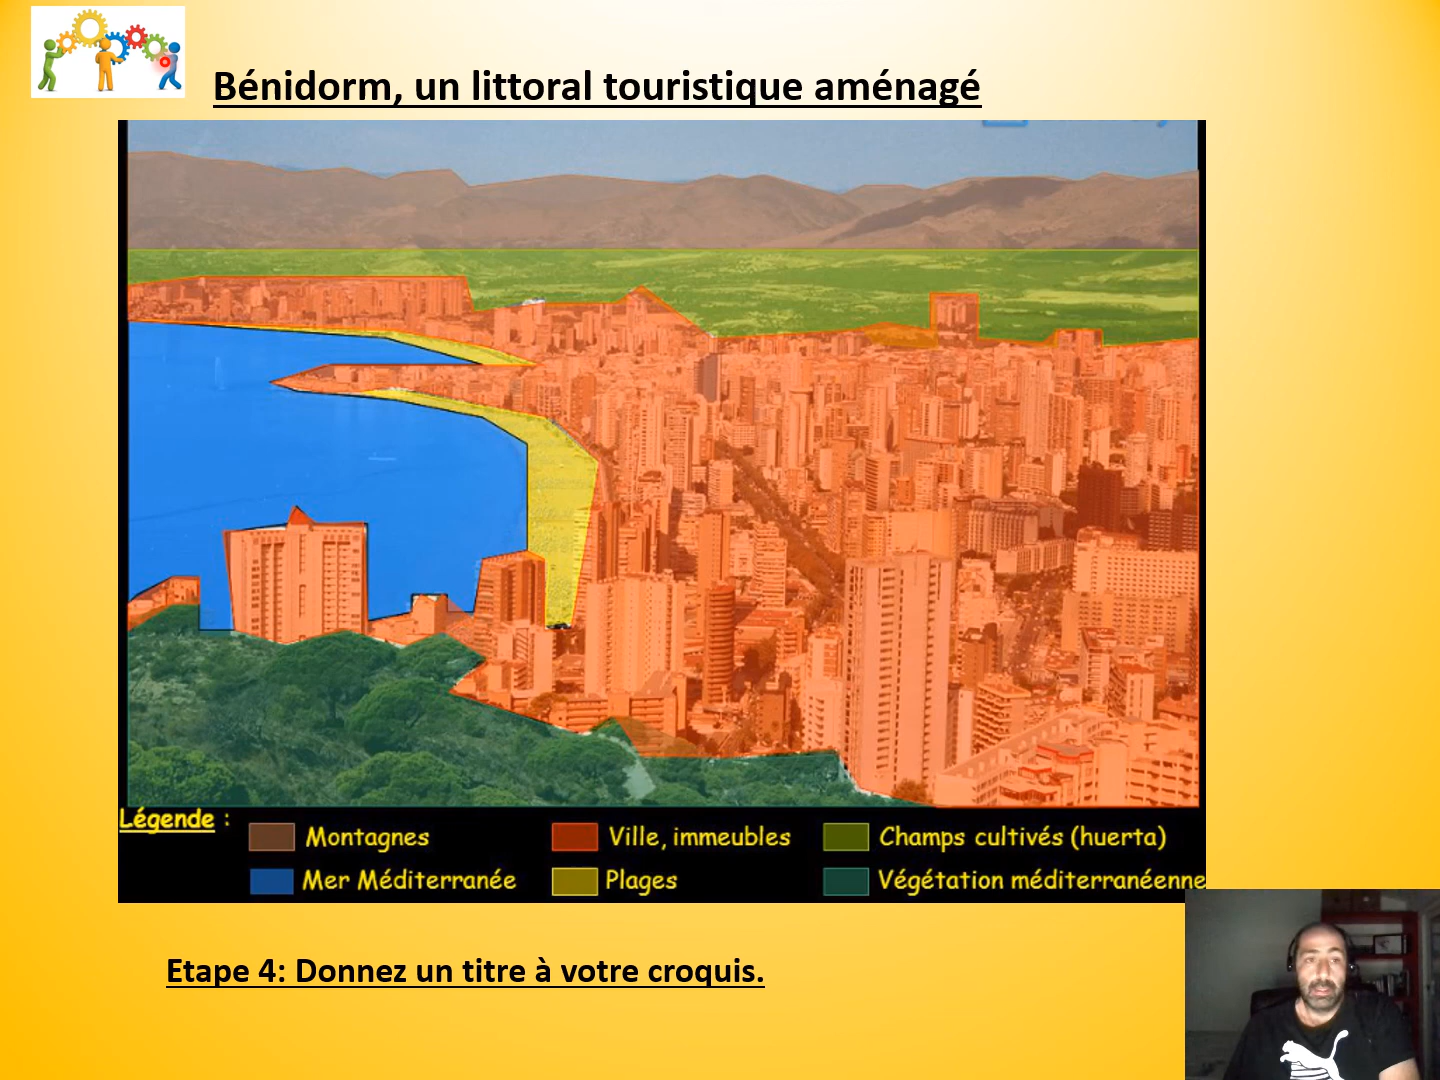 Bénidorm, un littoral touristique aménagé
Légende :
Montagnes
Ville, immeubles
Champs cultivés (huerta)
Mer Méditerranée
Plages
Végétation méditerranéenne
Etape 4: Donnez un titre à votre croquis.